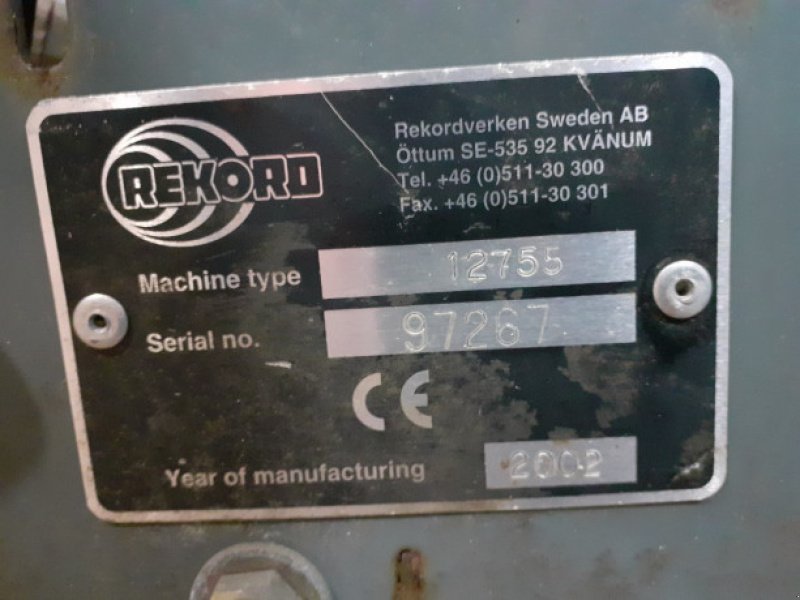 REKORD
Rekordverken Sweden AB
Öttum SE-535 92 KVÄNUM
Tel. +46 (0)511-30 300
Fax. +46 (0)511-30 301
Machine type 12755
Serial no. 97267
CE
Year of manufacturing 2002